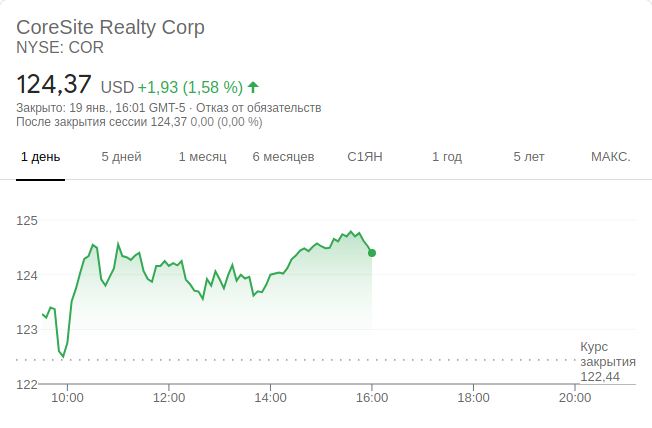 CoreSite Realty Corp
NYSE: COR
124,37 USD +1,93 (1,58 %)
Закрыто: 19 янв., 16:01 GMT-5 · Отказ от обязательств
После закрытия сессии 124,37 0,00 (0,00 %)
1 день 5 дней 1 месяц 6 месяцев С1ЯН 1 год 5 лет МАКС.
125
124
123
Курс
закрытия
122,44
122
10:00 12:00 14:00 16:00 18:00 20:00